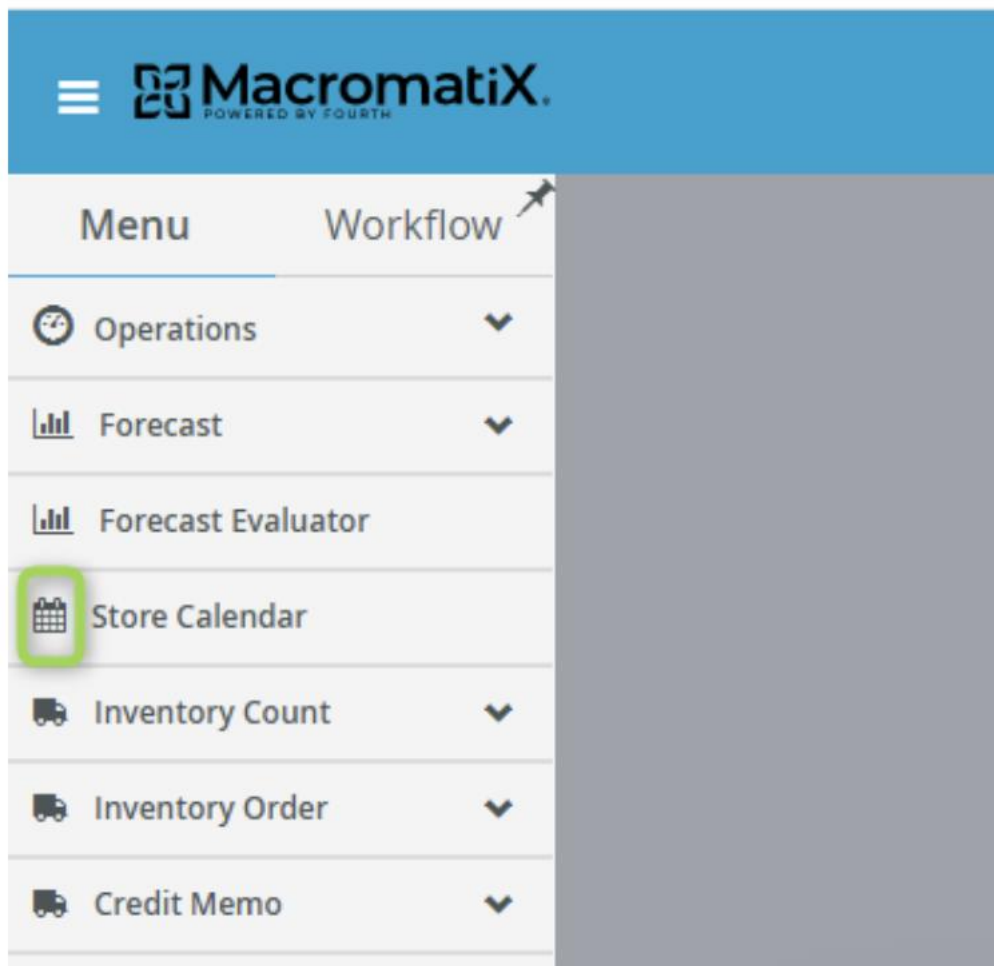 MacromatiX.
POWERED BY FOURTH
Menu Workflow
Operations
Forecast
Forecast Evaluator
Store Calendar
Inventory Count
Inventory Order
Credit Memo